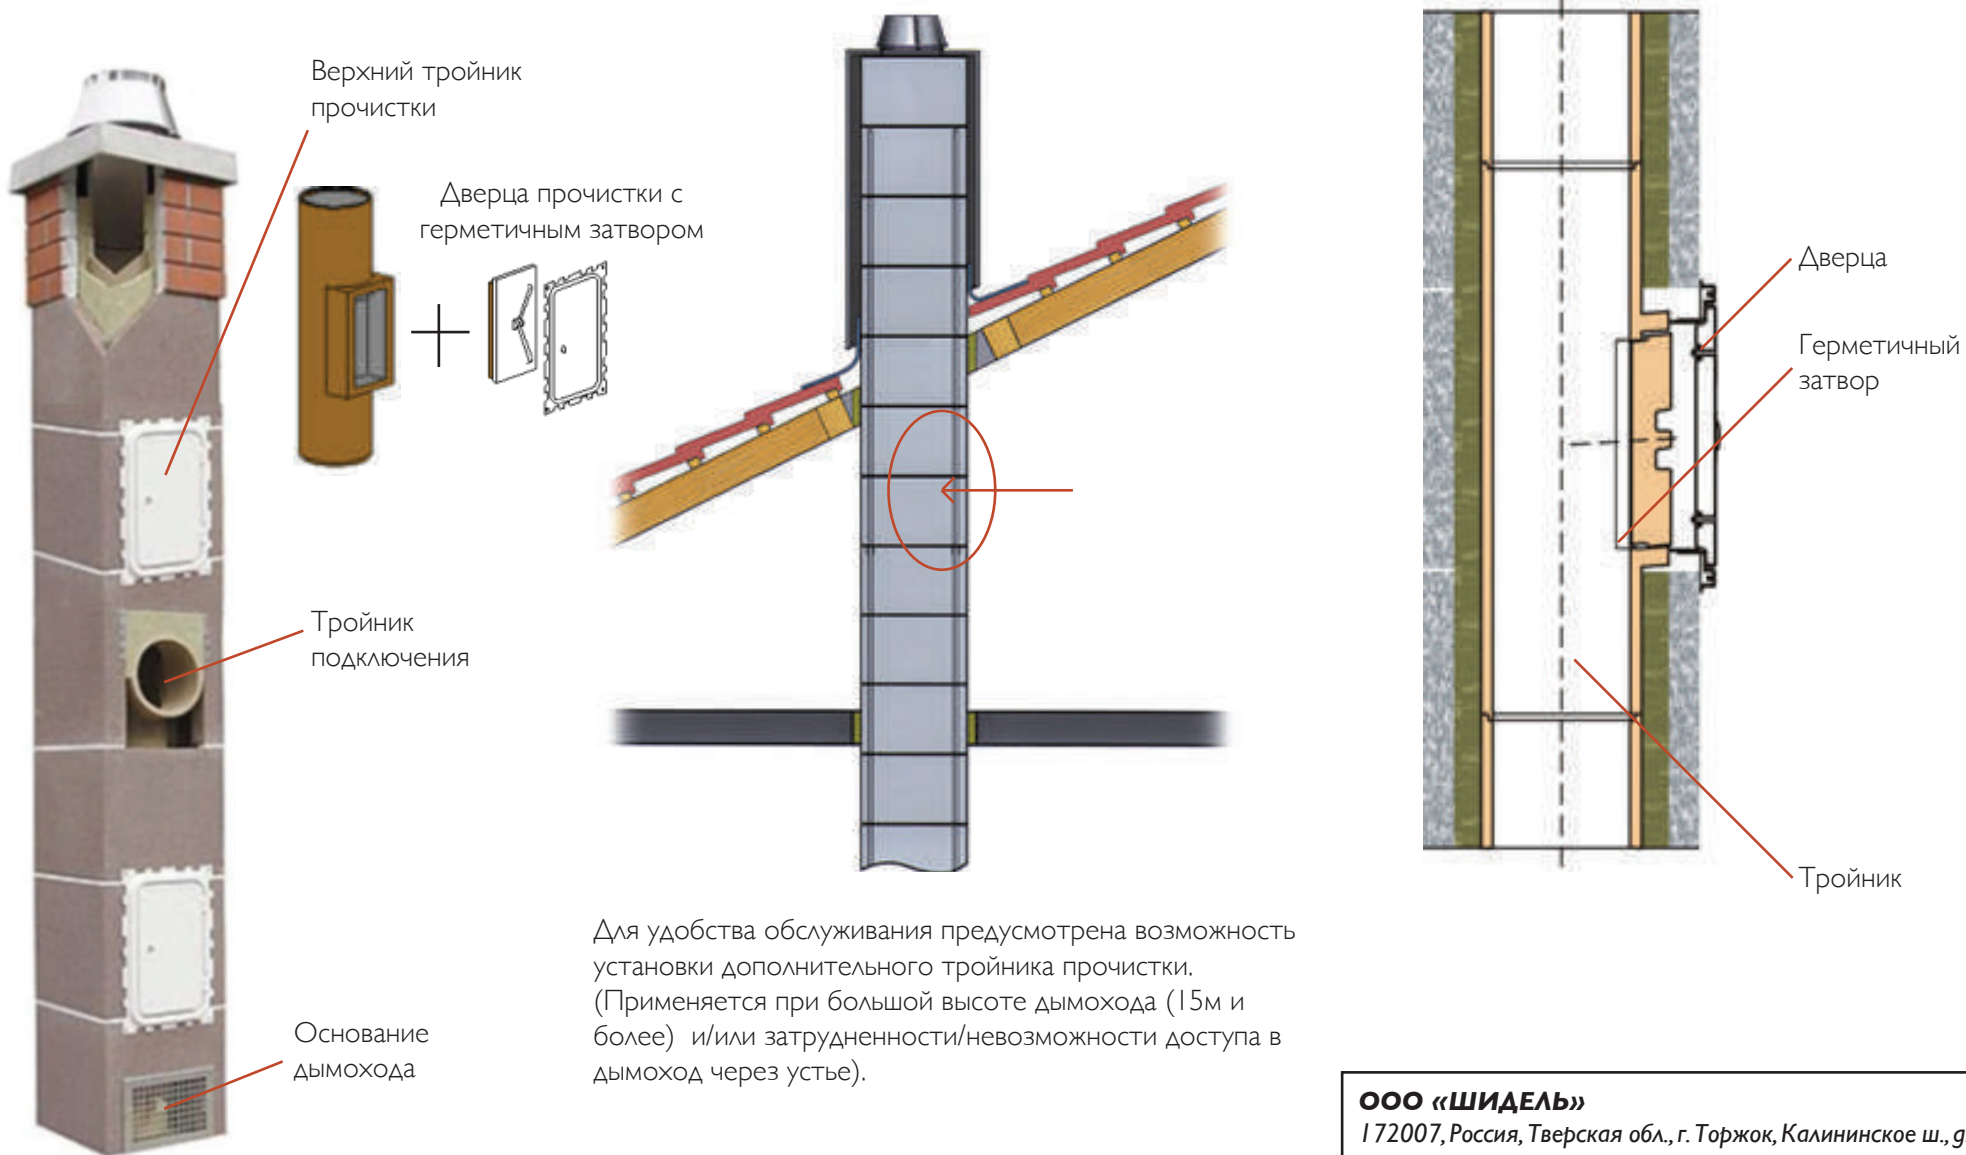 Верхний тройник
прочистки
Дверца прочистки с
герметичным затвором
Тройник
подключения
Основание
дымохода
Дверца
Герметичный
затвор
Тройник
Для удобства обслуживания предусмотрена возможность
установки дополнительного тройника прочистки.
(Применяется при большой высоте дымохода (15м и
более)  и/или затрудненности/невозможности доступа в
дымоход через устье).
ООО «ШИДЕЛЬ»
172007, Россия, Тверская обл., г. Торжок, Калининское ш., д